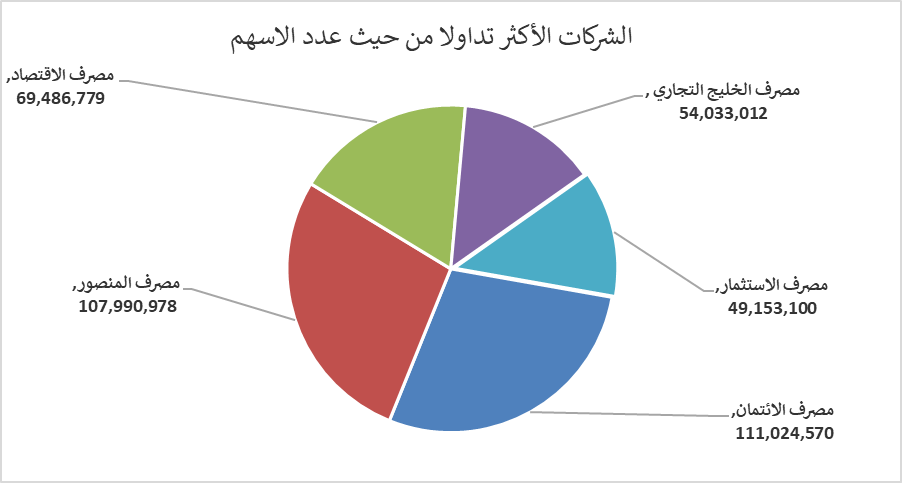 الشركات الأكثر تداولا من حيث عدد الاسهم
مصرف الخليج التجاري ,
54,033,012
مصرف الاقتصاد,
69,486,779
مصرف الاستثمار,
49,153,100
مصرف المنصور,
107,990,978
مصرف الائتمان,
111,024,570